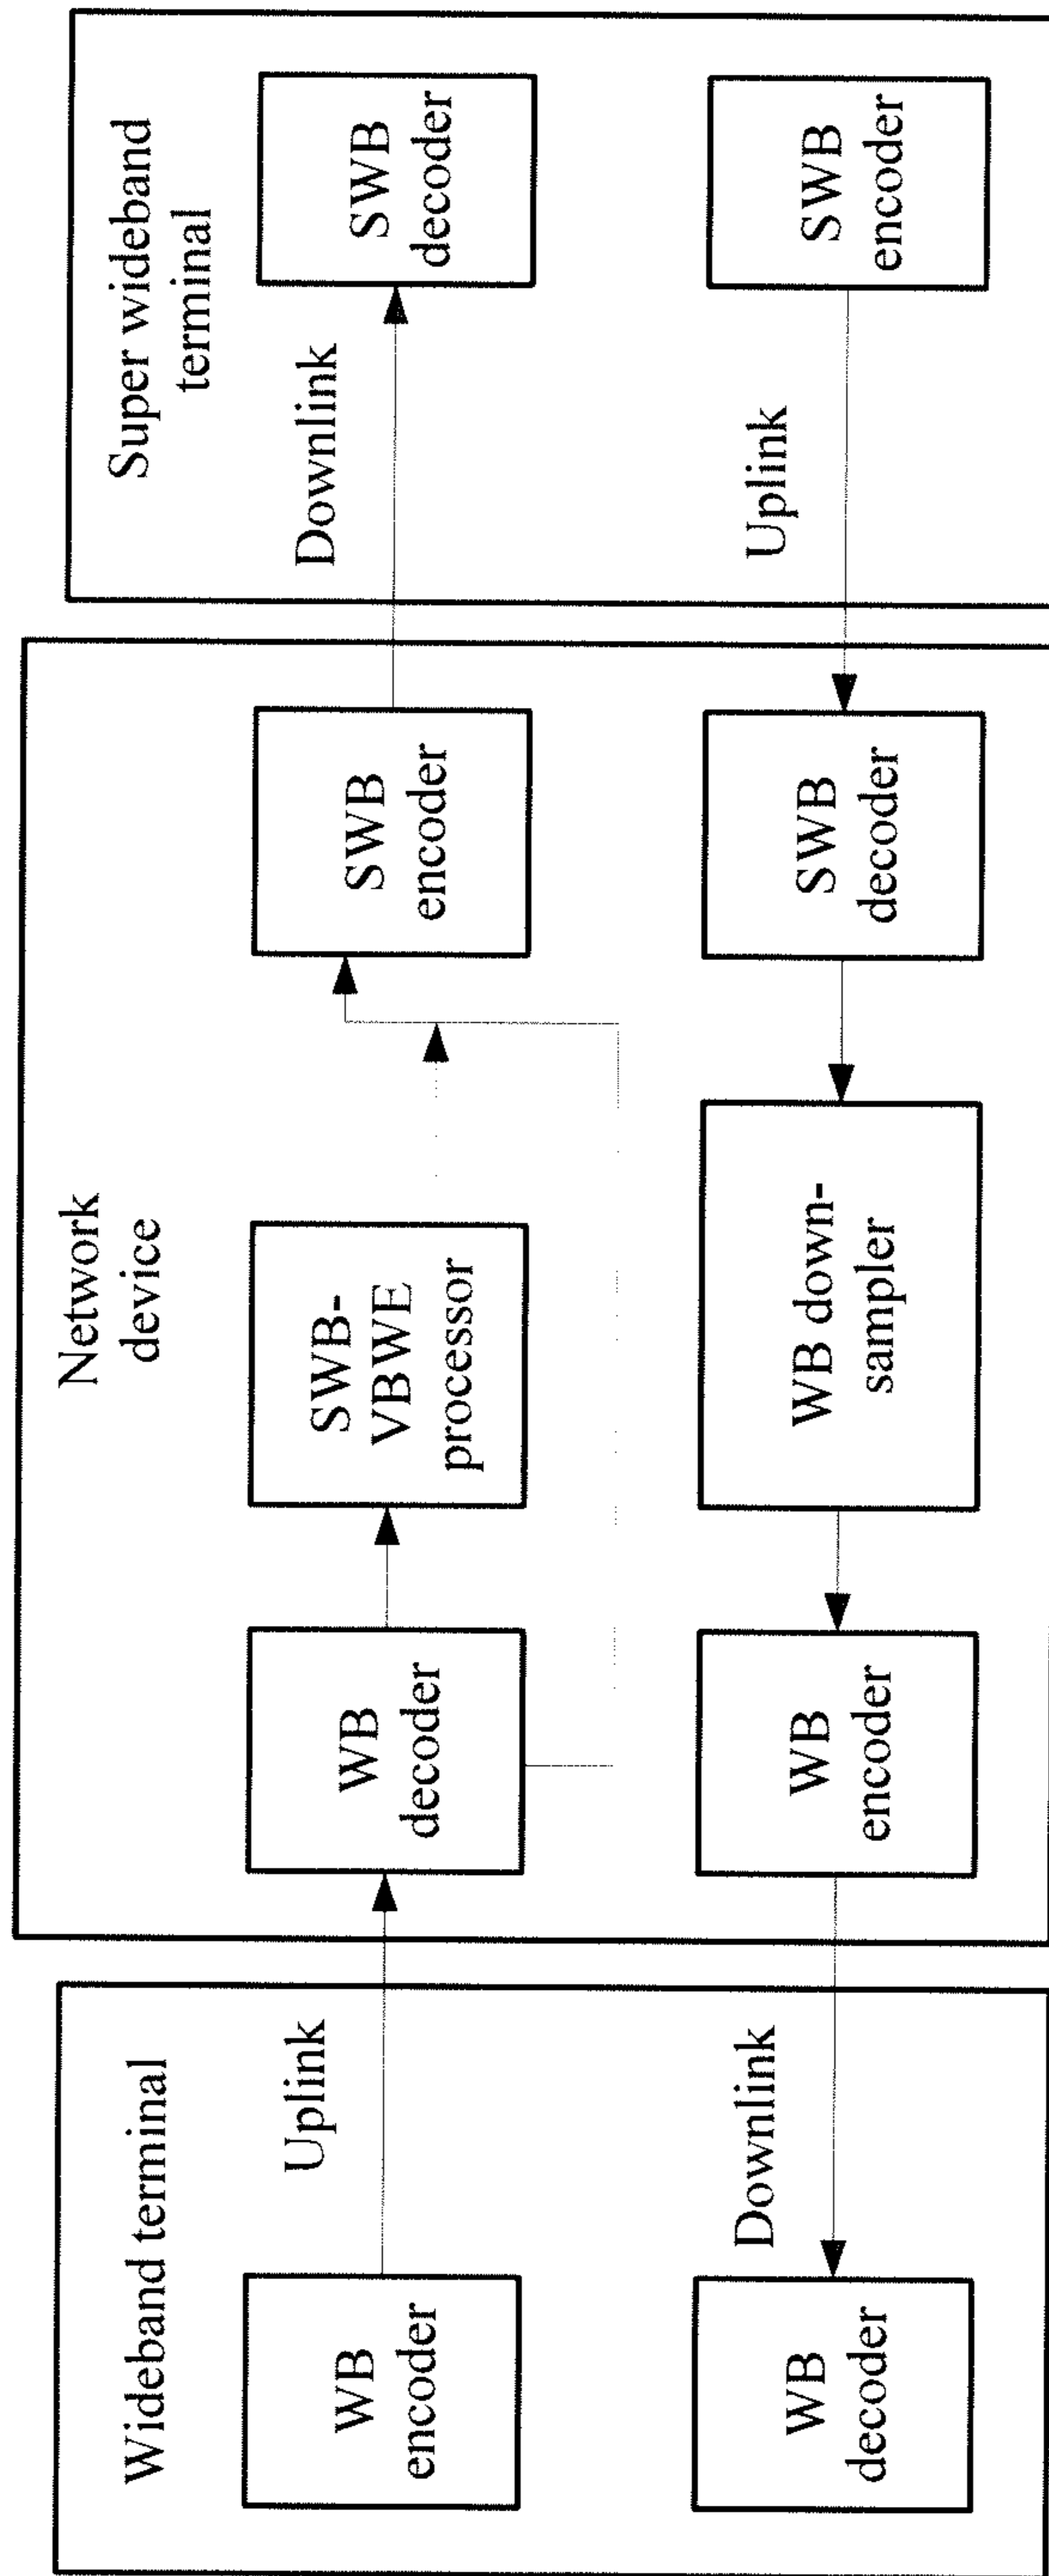 Wideband terminal
WB
encoder
Uplink
WB
decoder
Downlink
Network
device
WB
decoder
SWB-
VBWE
processor
SWB
encoder
WB
encoder
WB down-
sampler
SWB
decoder
Super wideband
terminal
Downlink
SWB
decoder
Uplink
SWB
encoder